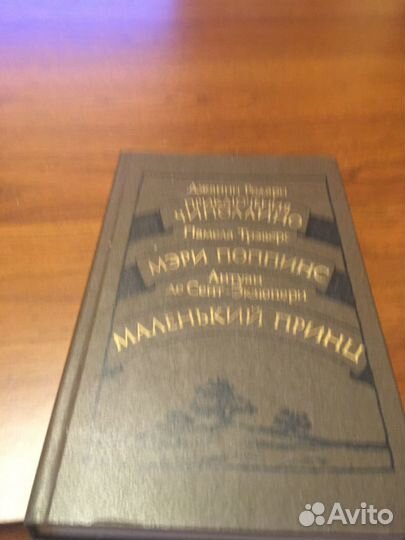 Джанни Родари
ПРИКЛЮЧЕНИЯ
ЧИПОЛЛИНО
Памела Трэверс
МЭРИ ПОППИНС
Антуан
де Сент-Экзюпери
МАЛЕНЬКИЙ ПРИНЦ
Avito